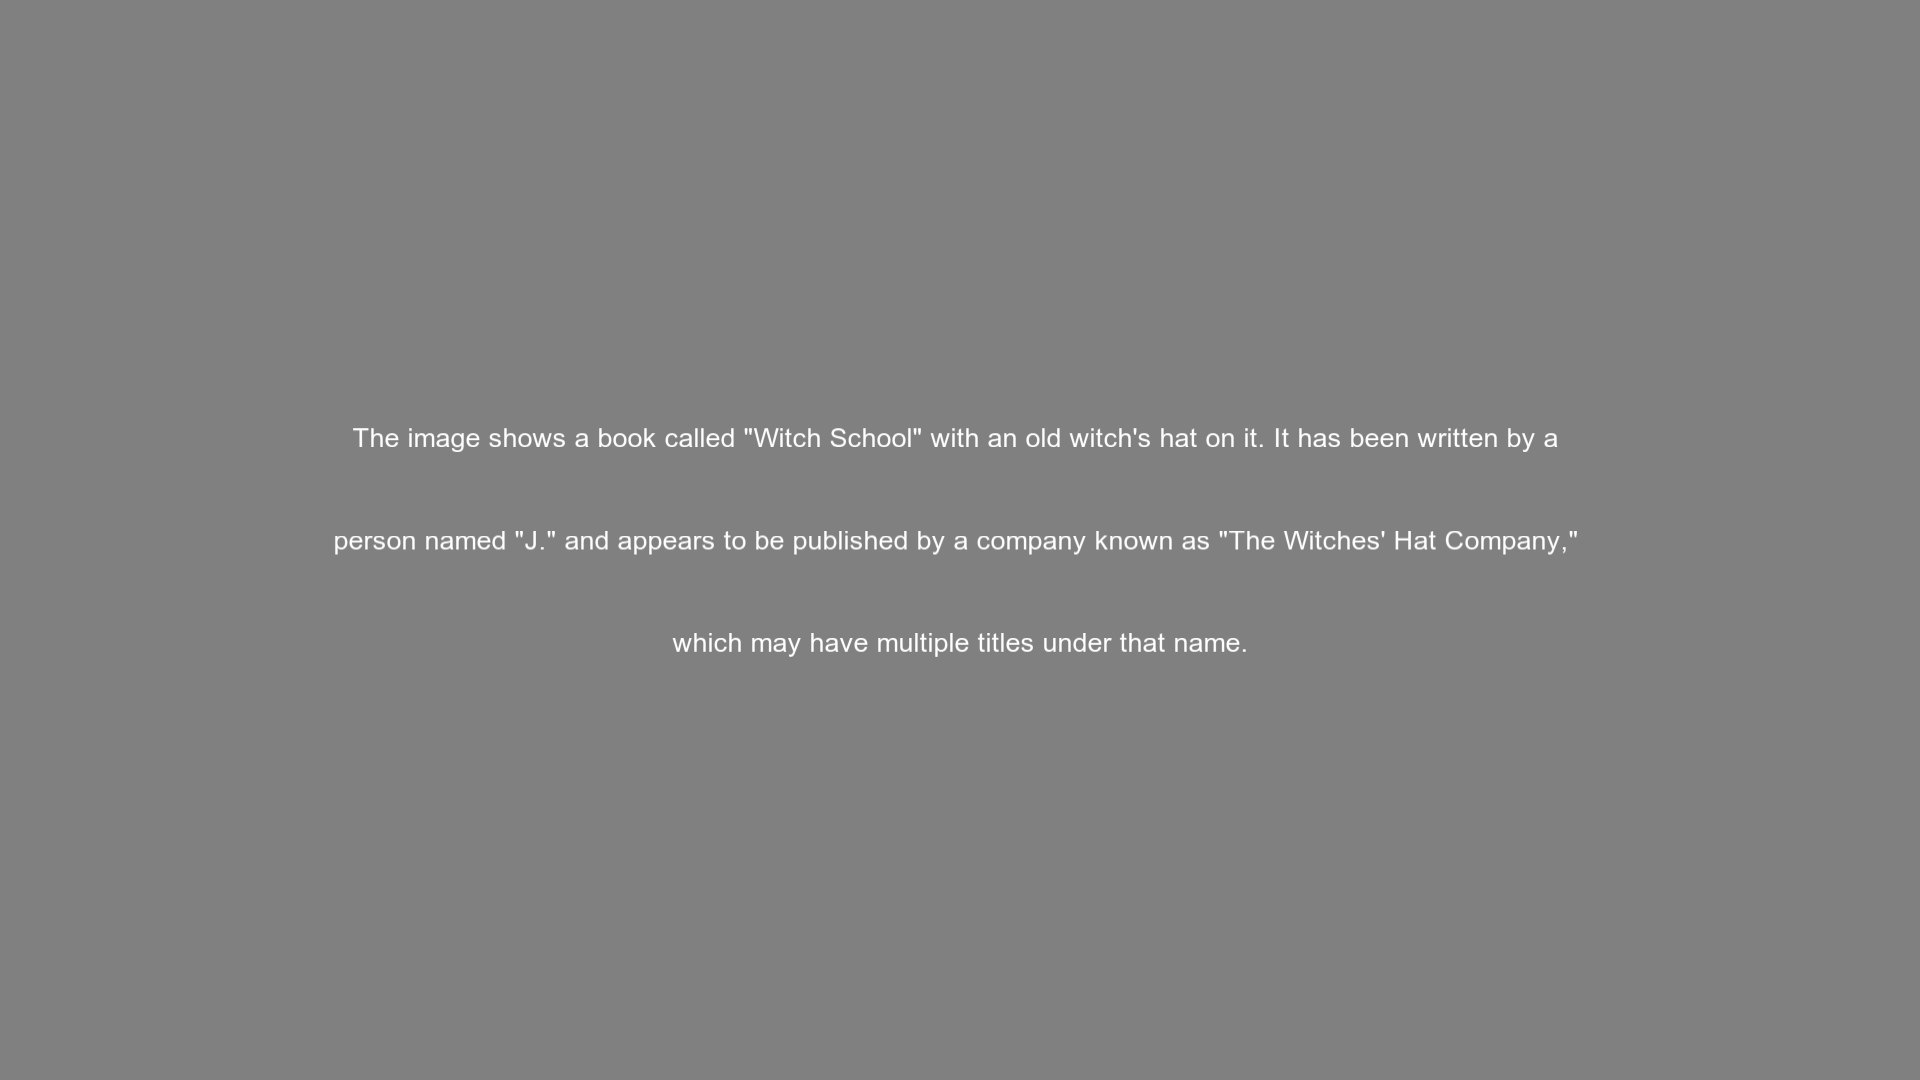 The image shows a book called "Witch School" with an old witch's hat on it. It has been written by a
person named "J." and appears to be published by a company known as "The Witches' Hat Company,"
which may have multiple titles under that name.